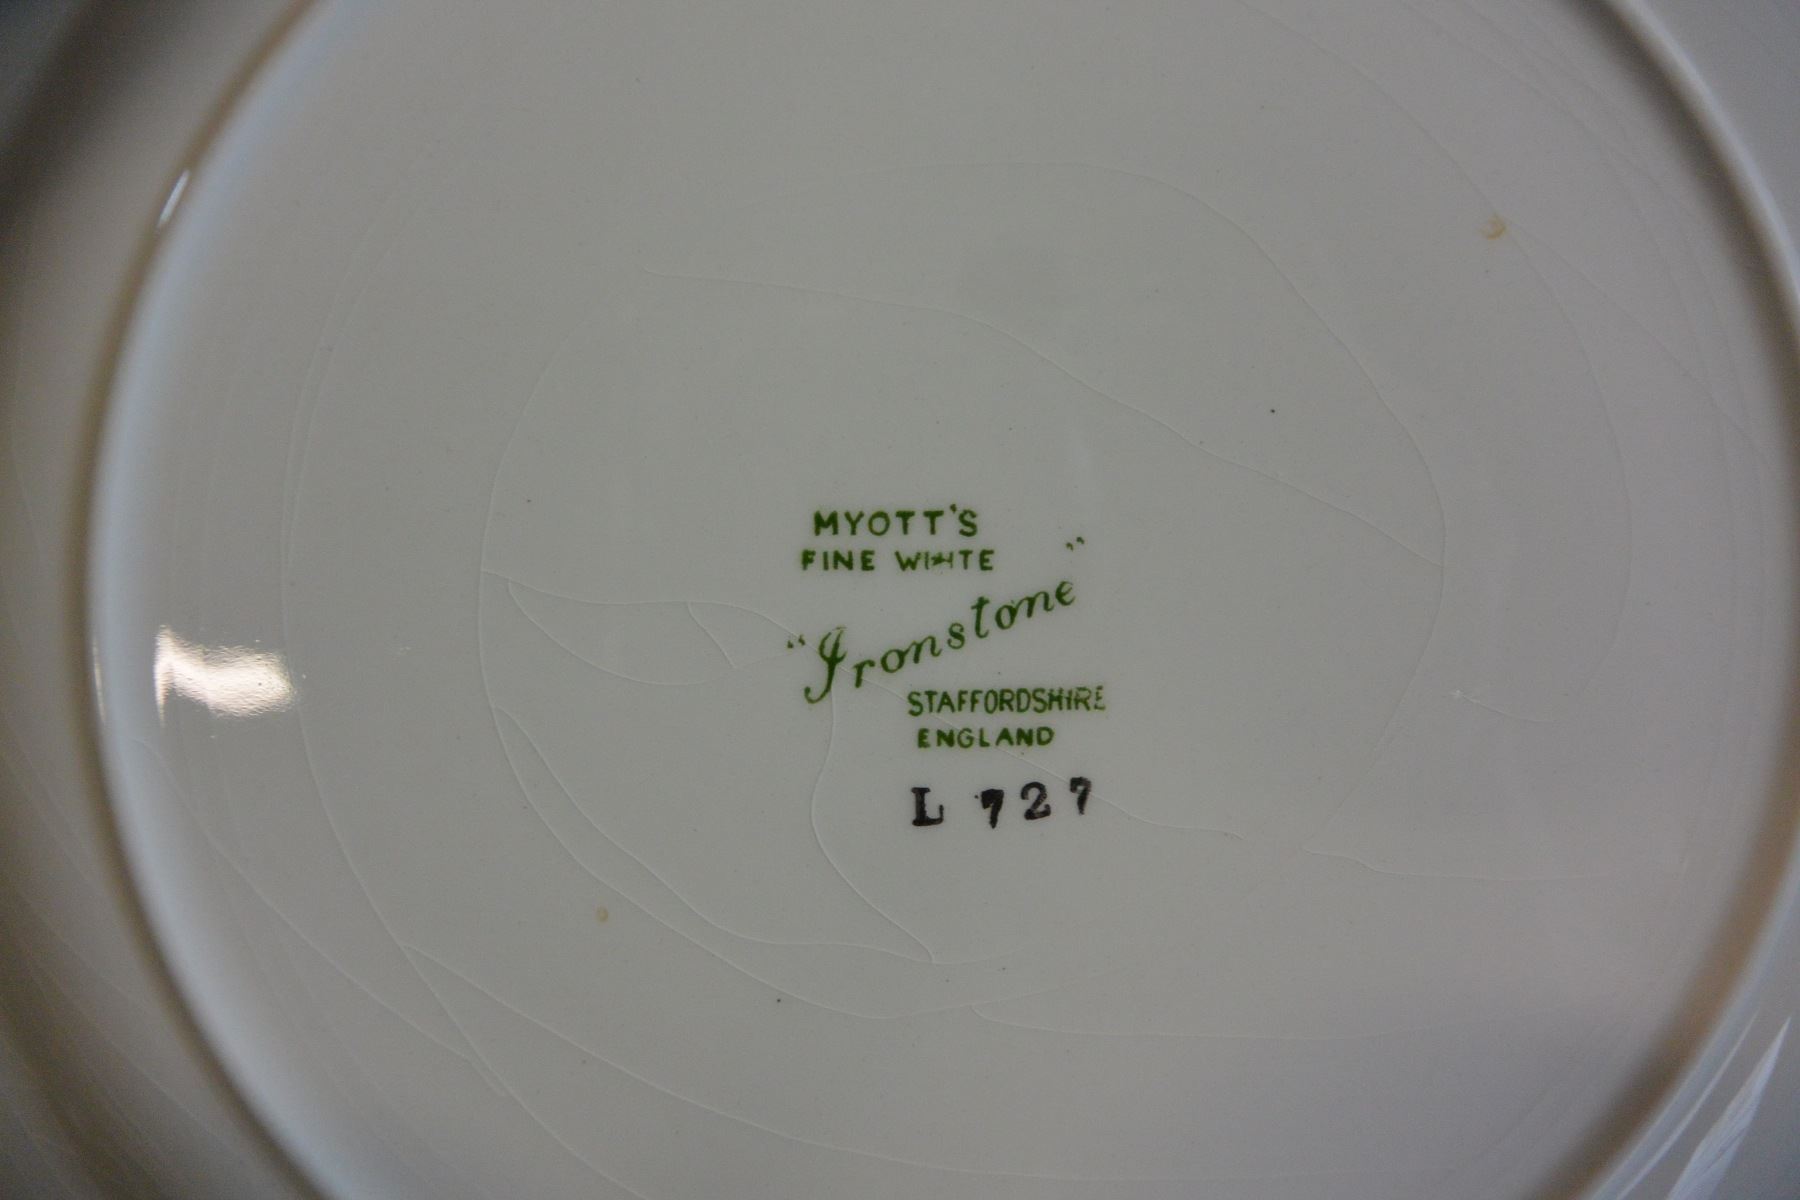 MYOTT'S
FINE WHITE
"Ironstone"
STAFFORDSHIRE
ENGLAND
L 727